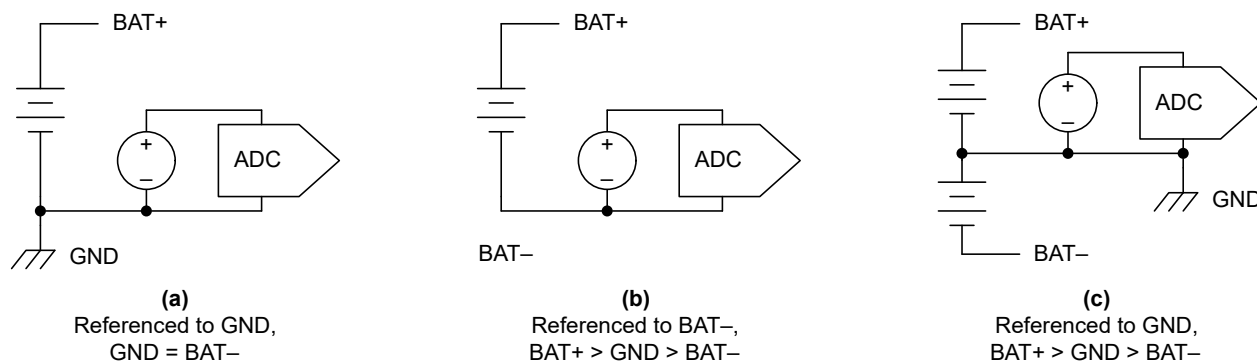 BAT+
+
–
ADC
GND
(a)
Referenced to GND,
GND = BAT–
BAT+
+
–
ADC
BAT–
(b)
Referenced to BAT–,
BAT+ > GND > BAT–
BAT+
+
–
ADC
GND
BAT–
(c)
Referenced to GND,
BAT+ > GND > BAT–